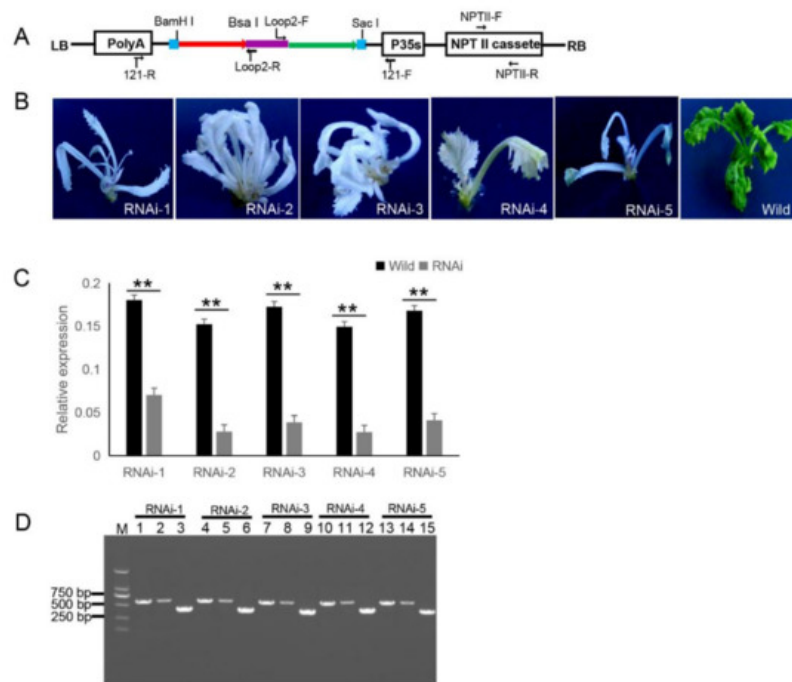 A
BamH I
Bsa I
Loop2-F
Sac I
NPTII-F
LB
PolyA
P35s
NPT II cassete
RB
121-R
Loop2-R
121-F
NPTII-R
B
RNAi-1
RNAi-2
RNAi-3
RNAi-4
RNAi-5
Wild
C
Wild RNAi
Relative expression
0.2
0.15
0.1
0.05
0
** ** ** ** **
RNAi-1 RNAi-2 RNAi-3 RNAi-4 RNAi-5
D
RNAi-1 RNAi-2 RNAi-3 RNAi-4 RNAi-5
M 1 2 3 4 5 6 7 8 9 10 11 12 13 14 15
750 bp
500 bp
250 bp